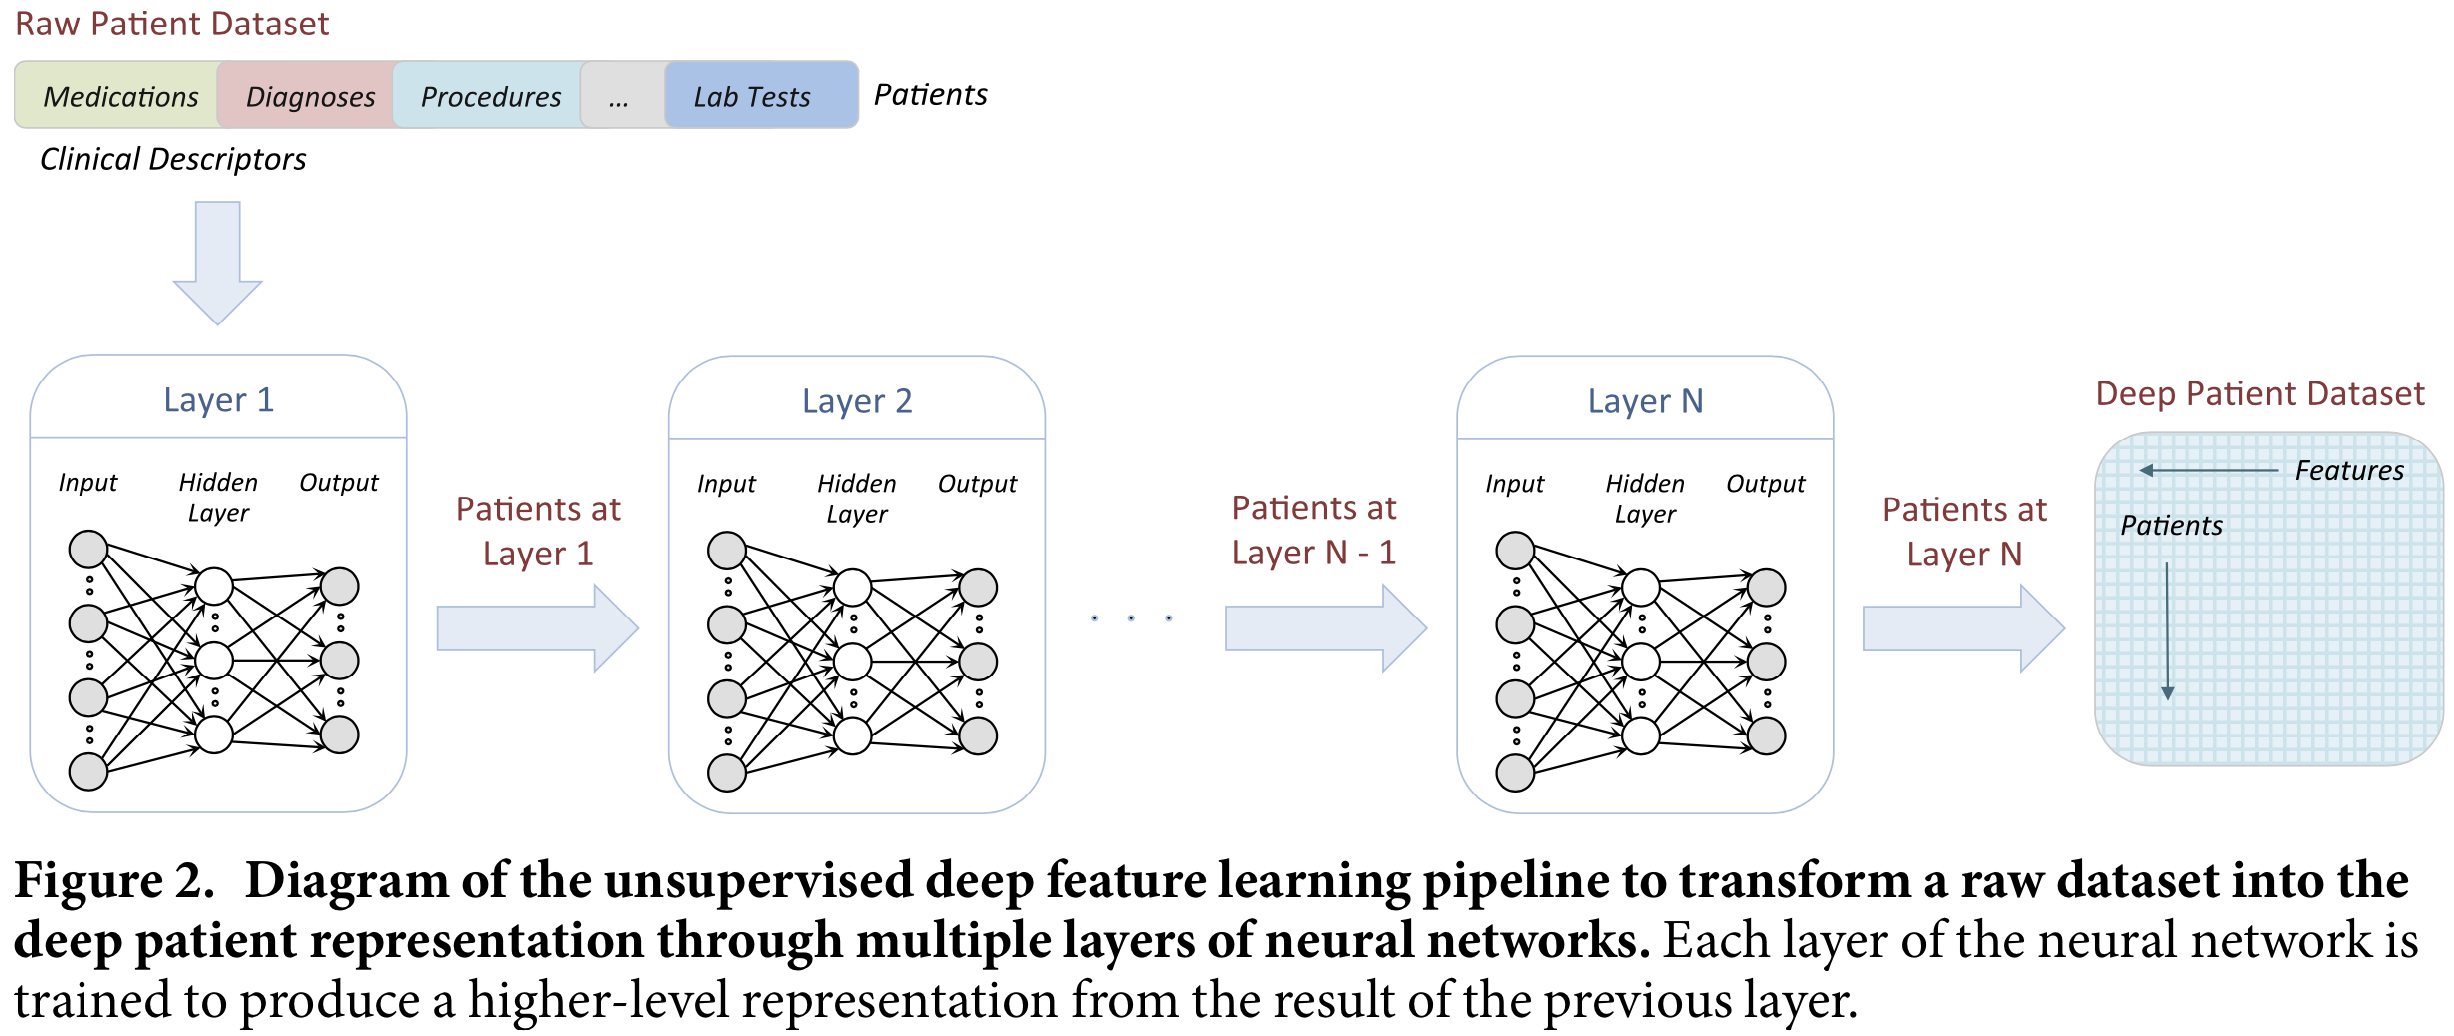 Raw Patient Dataset
Medications Diagnoses Procedures ... Lab Tests Patients
Clinical Descriptors
Layer 1
Input Hidden Layer Output
Patients at
Layer 1
Layer 2
Input Hidden Layer Output
. . .
Patients at
Layer N - 1
Layer N
Input Hidden Layer Output
Patients at
Layer N
Deep Patient Dataset
Features
Patients
Figure 2. Diagram of the unsupervised deep feature learning pipeline to transform a raw dataset into the
deep patient representation through multiple layers of neural networks. Each layer of the neural network is
trained to produce a higher-level representation from the result of the previous layer.